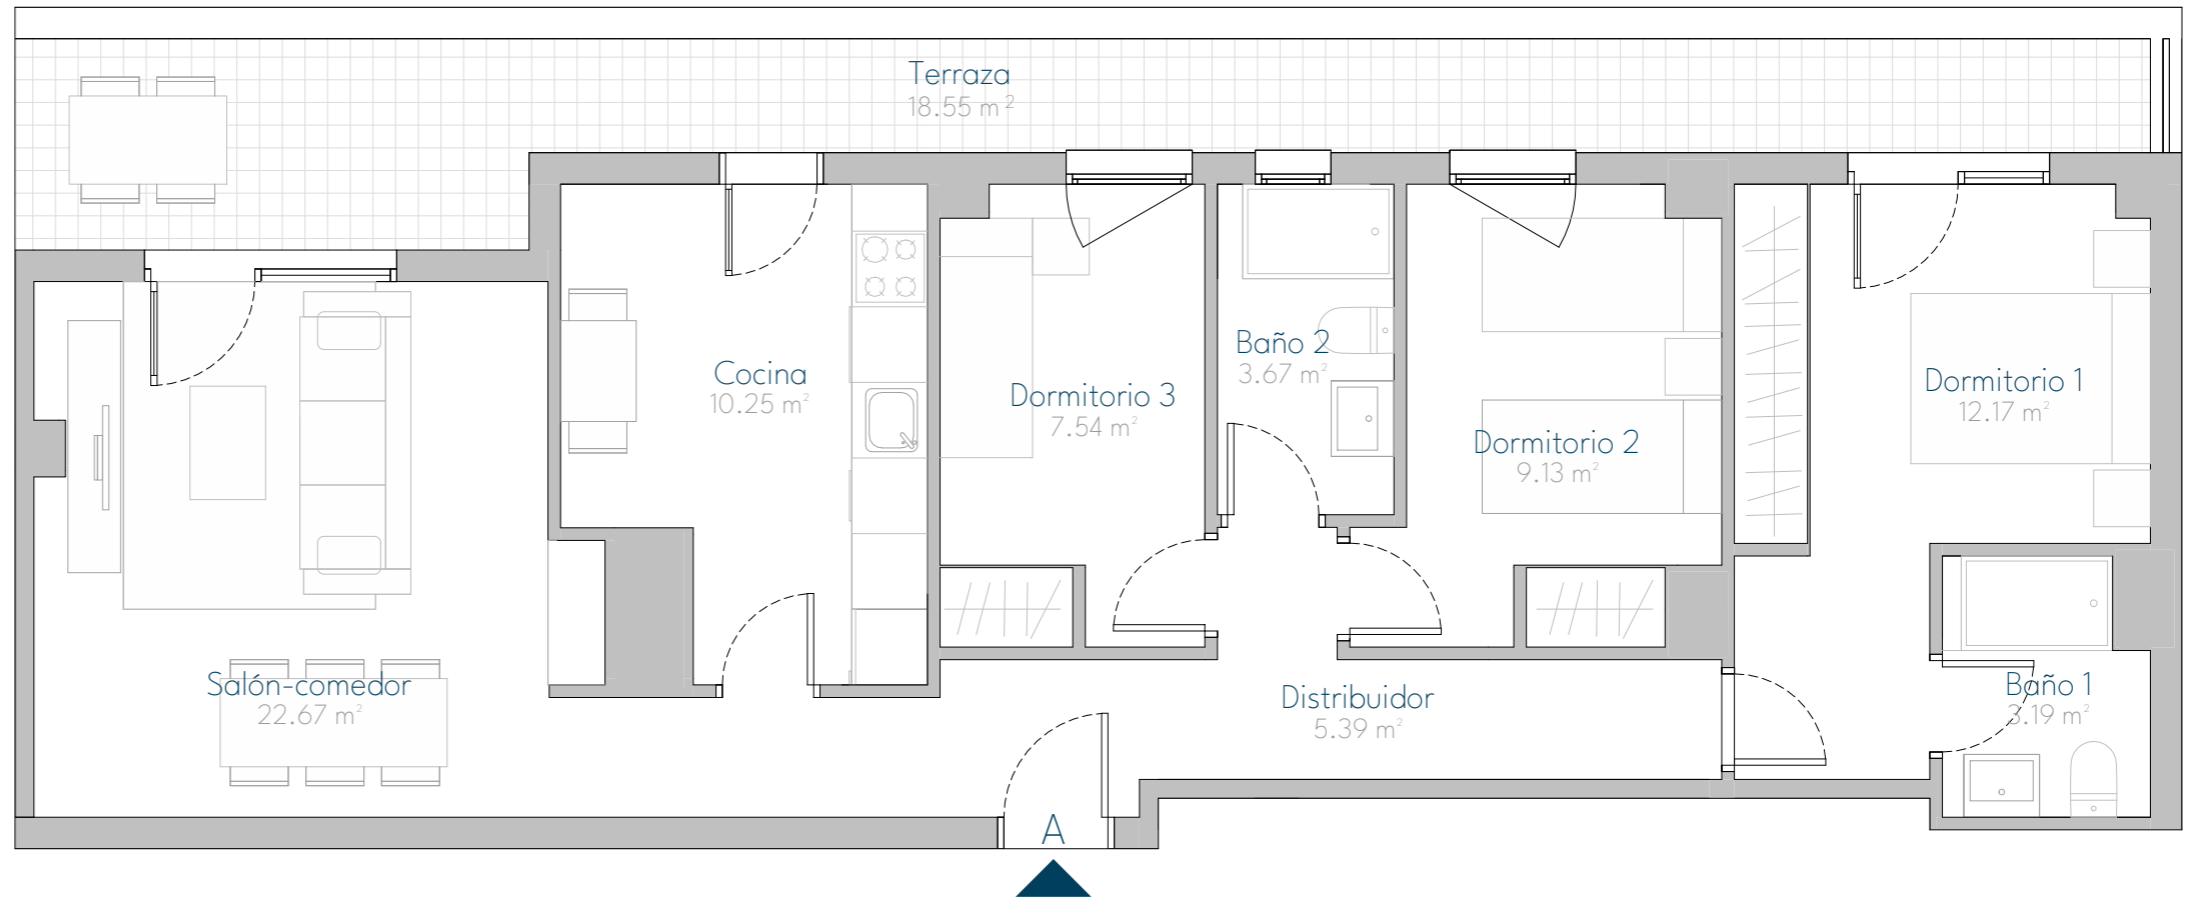 Terraza
18.55 m²
Cocina
10.25 m²
Dormitorio 3
7.54 m²
Baño 2
3.67 m²
Dormitorio 2
9.13 m²
Dormitorio 1
12.17 m²
Salón-comedor
22.67 m²
Distribuidor
5.39 m²
Baño 1
3.19 m²
A